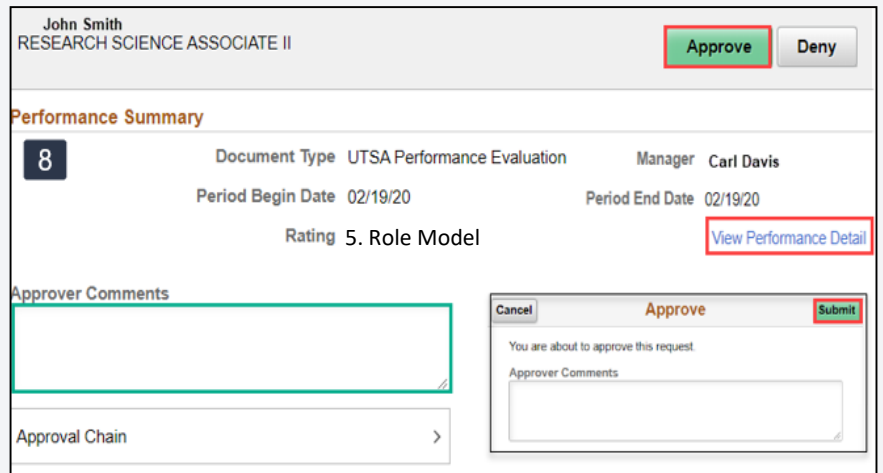 John Smith
RESEARCH SCIENCE ASSOCIATE II
Approve
Deny
Performance Summary
8
Document Type UTSA Performance Evaluation
Manager Carl Davis
Period Begin Date 02/19/20
Period End Date 02/19/20
Rating 5. Role Model
View Performance Detail
Approver Comments
Approval Chain
Cancel
Approve
Submit
You are about to approve this request.
Approver Comments